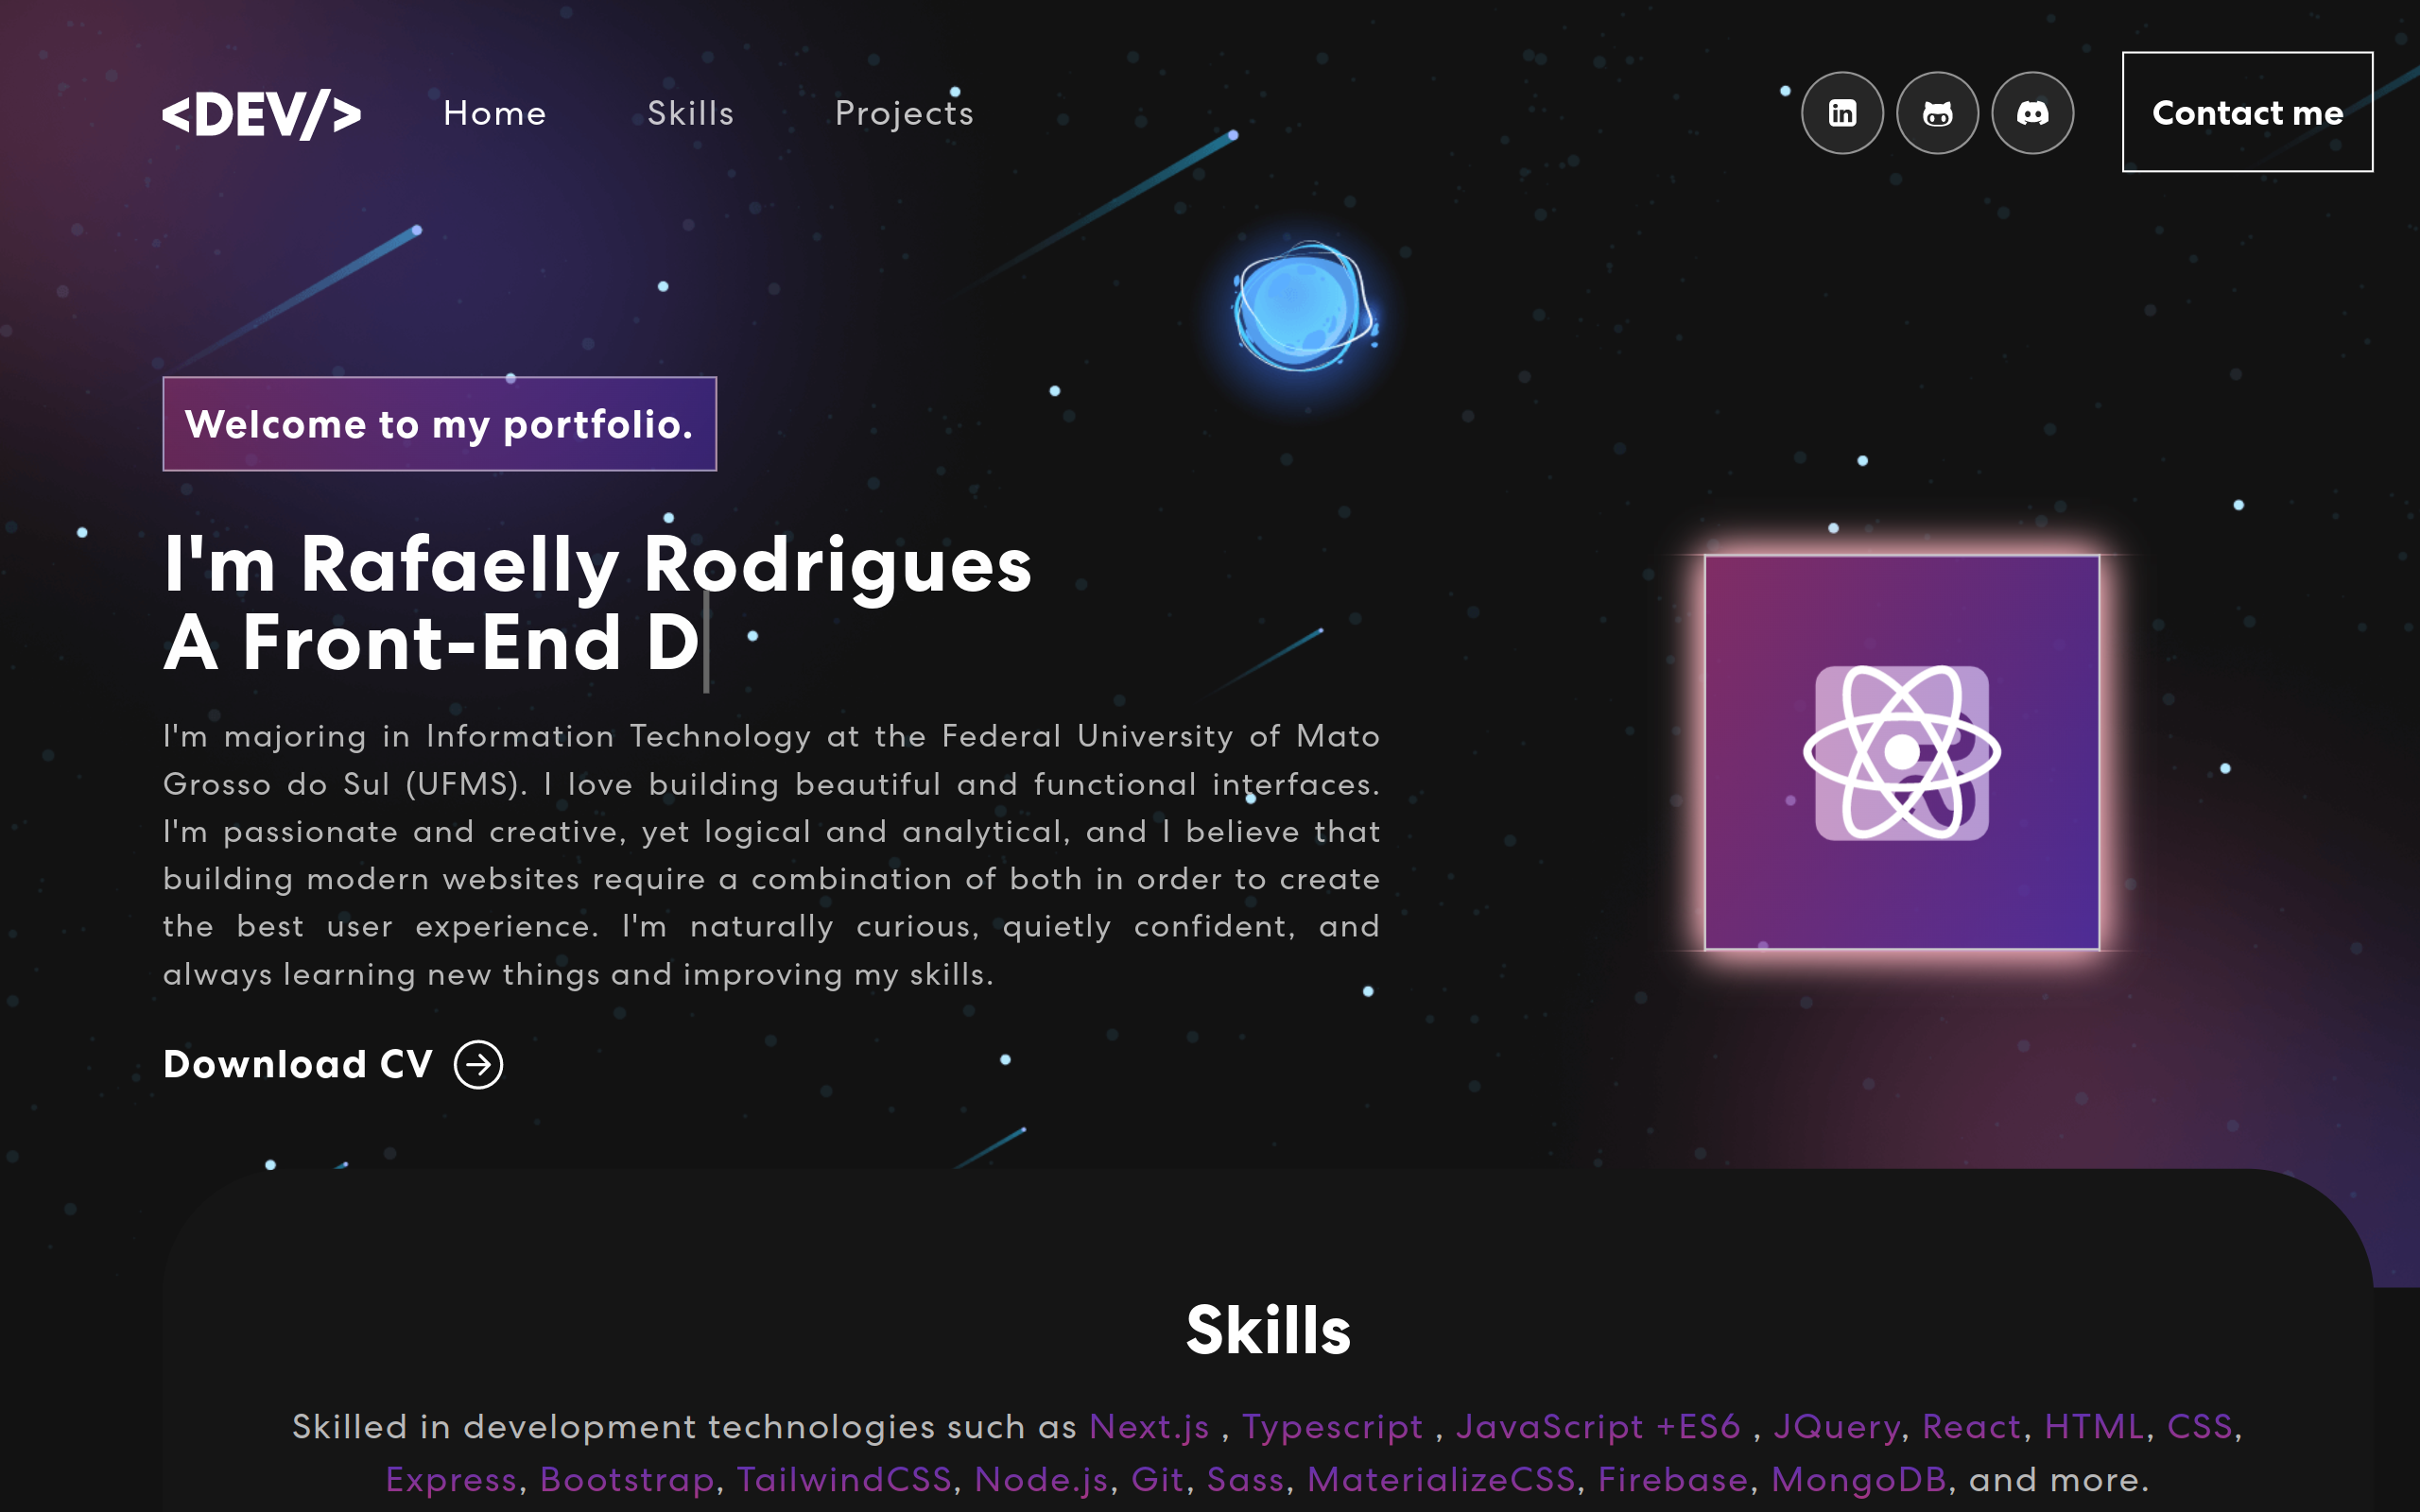 <DEV/> Home Skills Projects in Contact me
Welcome to my portfolio.
I'm Rafaelly Rodrigues
A Front-End D
I'm majoring in Information Technology at the Federal University of Mato
Grosso do Sul (UFMS). I love building beautiful and functional interfaces.
I'm passionate and creative, yet logical and analytical, and I believe that
building modern websites require a combination of both in order to create
the best user experience. I'm naturally curious, quietly confident, and
always learning new things and improving my skills.
Download CV
Skills
Skilled in development technologies such as Next.js , Typescript , JavaScript +ES6 , JQuery, React, HTML, CSS,
Express, Bootstrap, TailwindCSS, Node.js, Git, Sass, MaterializeCSS, Firebase, MongoDB, and more.